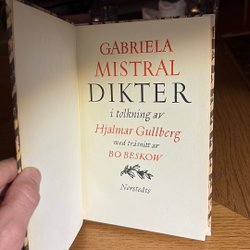 GABRIELA
MISTRAL
DIKTER
i tolkning av
Hjalmar Gullberg
med träsnitt av
BO BESKOW
Norstedts